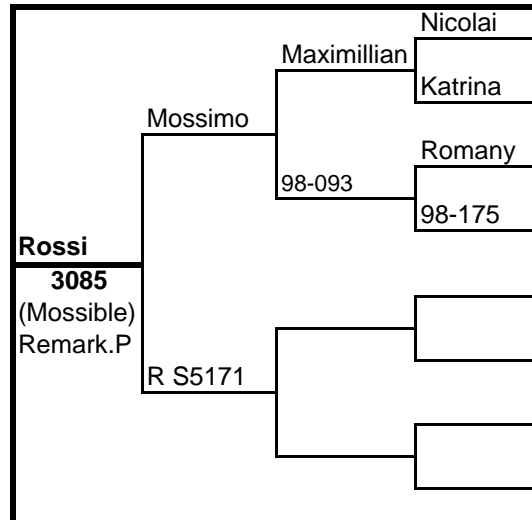 Nicolai
Maximillian
Katrina
Mossimo
Romany
98-093
98-175
Rossi
3085
(Mossible)
Remark.P
R S5171